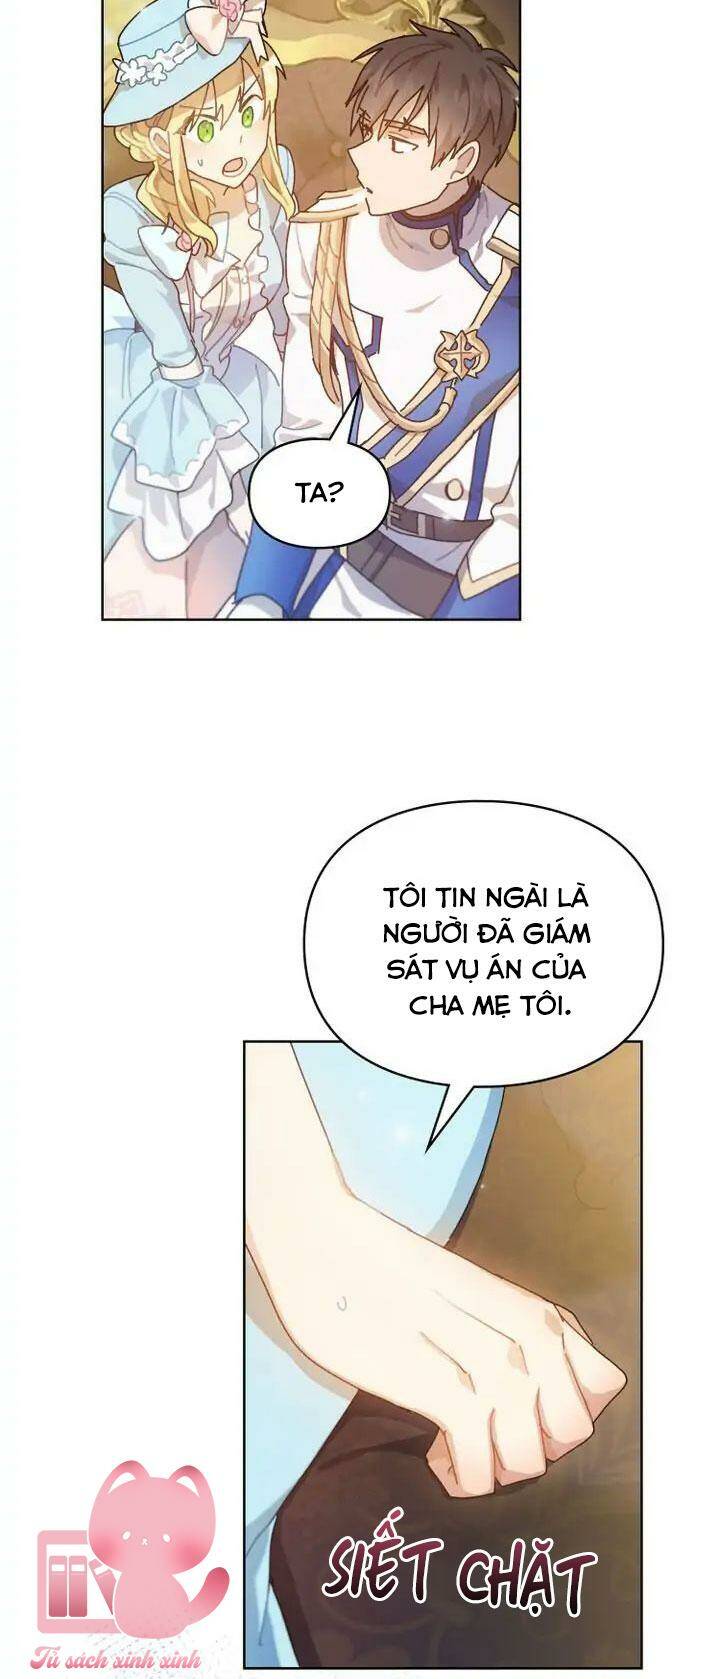 TA?
TÔI TIN NGÀI LÀ
NGƯỜI ĐÃ GIÁM
SÁT VỤ ÁN CỦA
CHA MẸ TÔI.
SIẾT CHẶT
Tủ sách xinh xinh